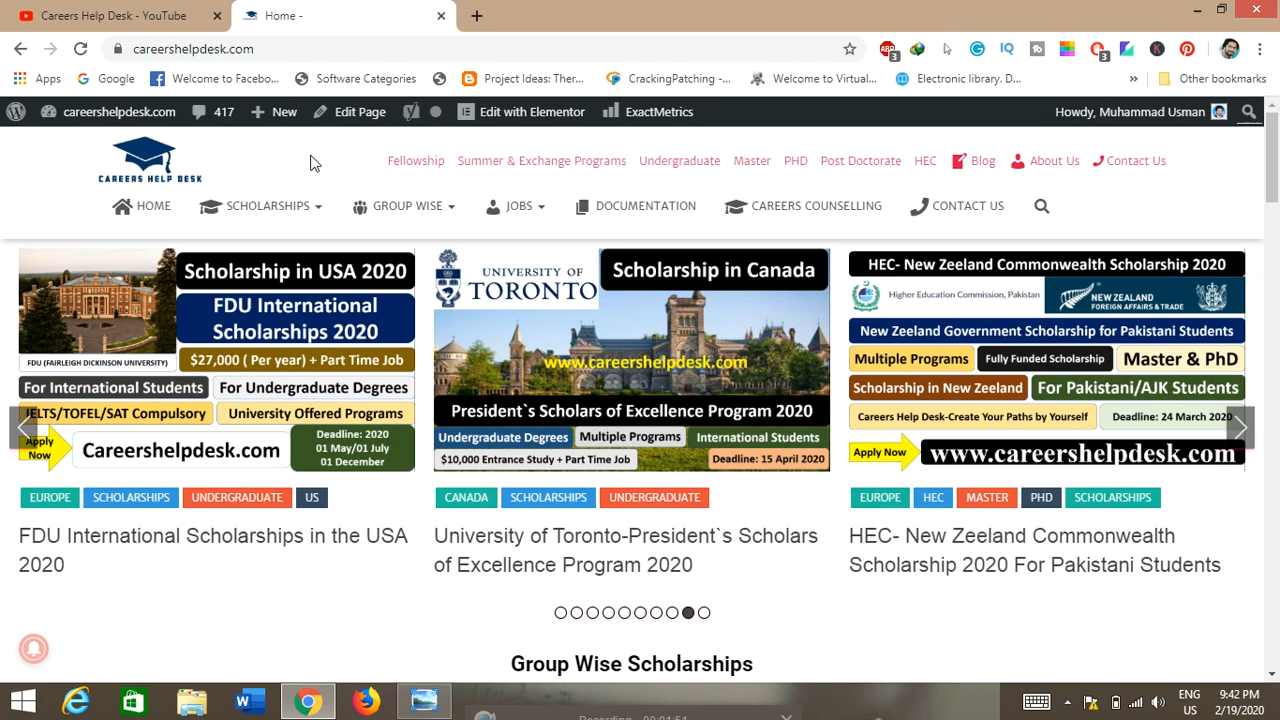 Careers Help Desk - YouTube
Home -
careershelpdesk.com
3
IQ
K
3
Apps
Google
Welcome to Faceboo...
Software Categories
Project Ideas: Ther...
CrackingPatching -...
Welcome to Virtual...
Electronic library. D...
»
Other bookmarks
careershelpdesk.com
417
New
Edit Page
Edit with Elementor
ExactMetrics
Howdy, Muhammad Usman
CAREERS HELP DESK
Fellowship
Summer & Exchange Programs
Undergraduate
Master
PHD
Post Doctorate
HEC
Blog
About Us
Contact Us
HOME
SCHOLARSHIPS
GROUP WISE
JOBS
DOCUMENTATION
CAREERS COUNSELLING
CONTACT US
Scholarship in USA 2020
FDU International
Scholarships 2020
FDU (FAIRLEIGH DICKINSON UNIVERSITY)
$27,000 ( Per year) + Part Time Job
For International Students
For Undergraduate Degrees
IELTS/TOFEL/SAT Compulsory
University Offered Programs
Apply
Now
Careershelpdesk.com
Deadline: 2020
01 May/01 July
01 December
UNIVERSITY OF
TORONTO
Scholarship in Canada
www.careershelpdesk.com
President`s Scholars of Excellence Program 2020
Undergraduate Degrees
Multiple Programs
International Students
$10,000 Entrance Study + Part Time Job
Deadline: 15 April 2020
HEC- New Zeeland Commonwealth Scholarship 2020
Higher Education Commission, Pakistan
NEW ZEALAND
FOREIGN AFFAIRS & TRADE
New Zeeland Government Scholarship for Pakistani Students
Multiple Programs
Fully Funded Scholarship
Master & PhD
Scholarship in New Zeeland
For Pakistani/AJK Students
Careers Help Desk-Create Your Paths by Yourself
Deadline: 24 March 2020
Apply Now
www.careershelpdesk.com
EUROPE
SCHOLARSHIPS
UNDERGRADUATE
US
CANADA
SCHOLARSHIPS
UNDERGRADUATE
EUROPE
HEC
MASTER
PHD
SCHOLARSHIPS
FDU International Scholarships in the USA
2020
University of Toronto-President`s Scholars
of Excellence Program 2020
HEC- New Zeeland Commonwealth
Scholarship 2020 For Pakistani Students
Group Wise Scholarships
Recording 00:01:51
ENG
US
9:42 PM
2/19/2020